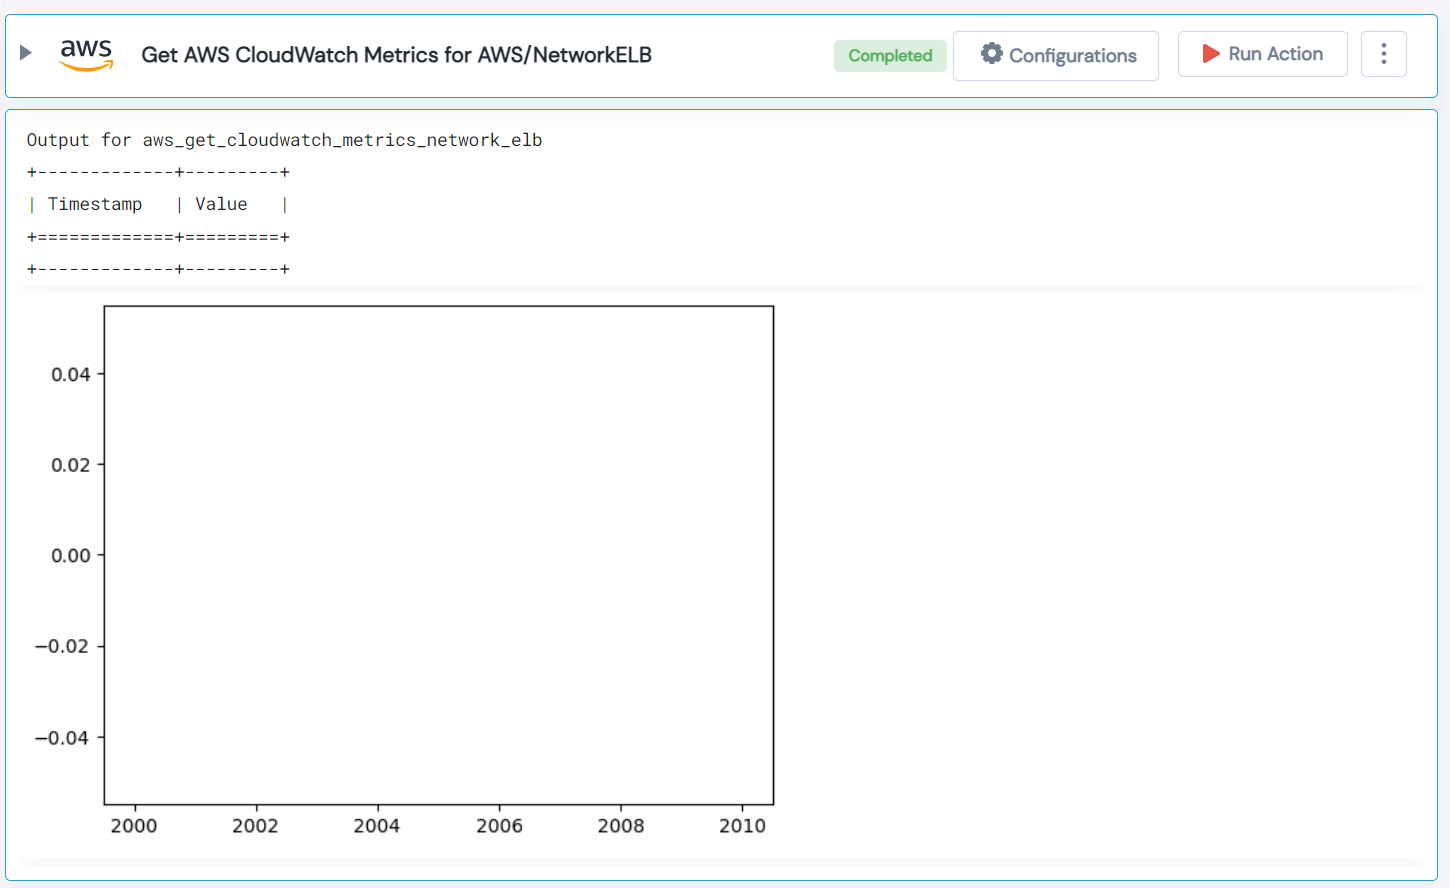 aws Get AWS CloudWatch Metrics for AWS/NetworkELB Completed Configurations Run Action
Output for aws_get_cloudwatch_metrics_network_elb
+-------------+---------+
| Timestamp   | Value   |
+=============+=========+
+-------------+---------+
0.04
0.02
0.00
−0.02
−0.04
2000 2002 2004 2006 2008 2010